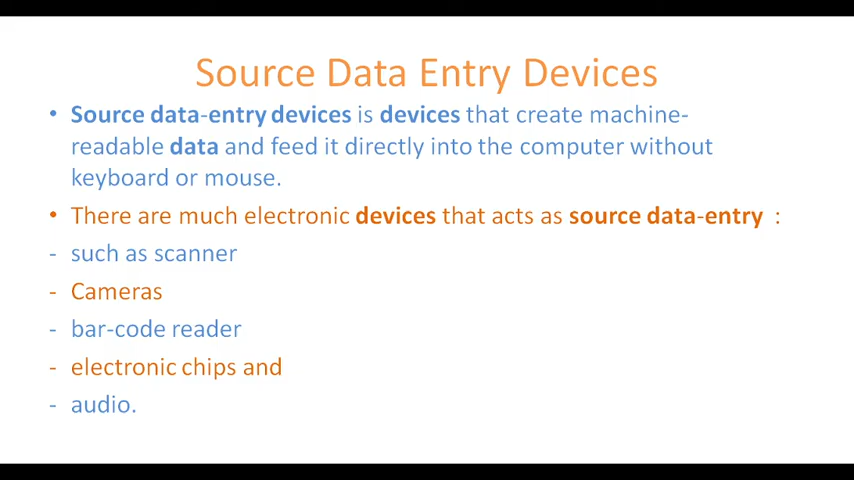 Source Data Entry Devices
• Source data-entry devices is devices that create machine-
readable data and feed it directly into the computer without
keyboard or mouse.
• There are much electronic devices that acts as source data-entry :
- such as scanner
- Cameras
- bar-code reader
- electronic chips and
- audio.